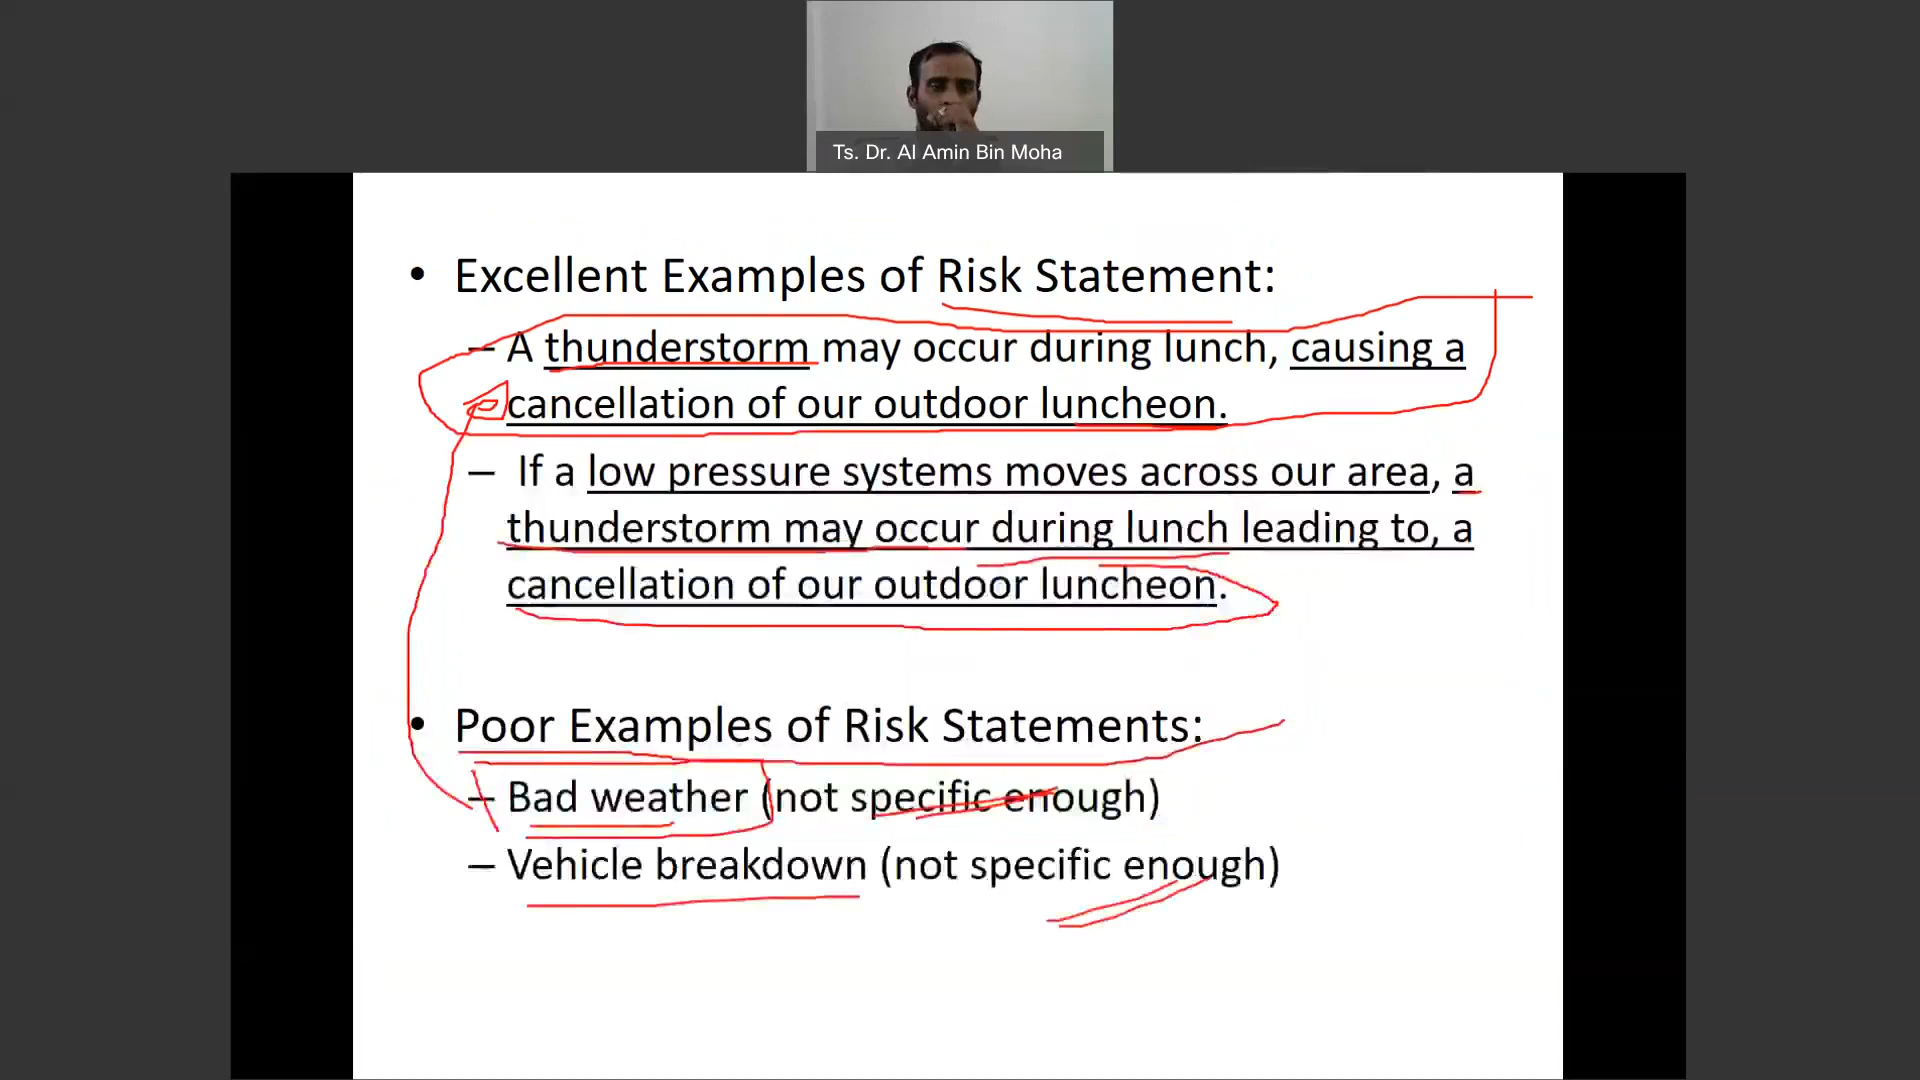 Ts. Dr. Al Amin Bin Moha
• Excellent Examples of Risk Statement:
– A thunderstorm may occur during lunch, causing a
cancellation of our outdoor luncheon.
– If a low pressure systems moves across our area, a
thunderstorm may occur during lunch leading to, a
cancellation of our outdoor luncheon.
• Poor Examples of Risk Statements:
– Bad weather (not specific enough)
– Vehicle breakdown (not specific enough)